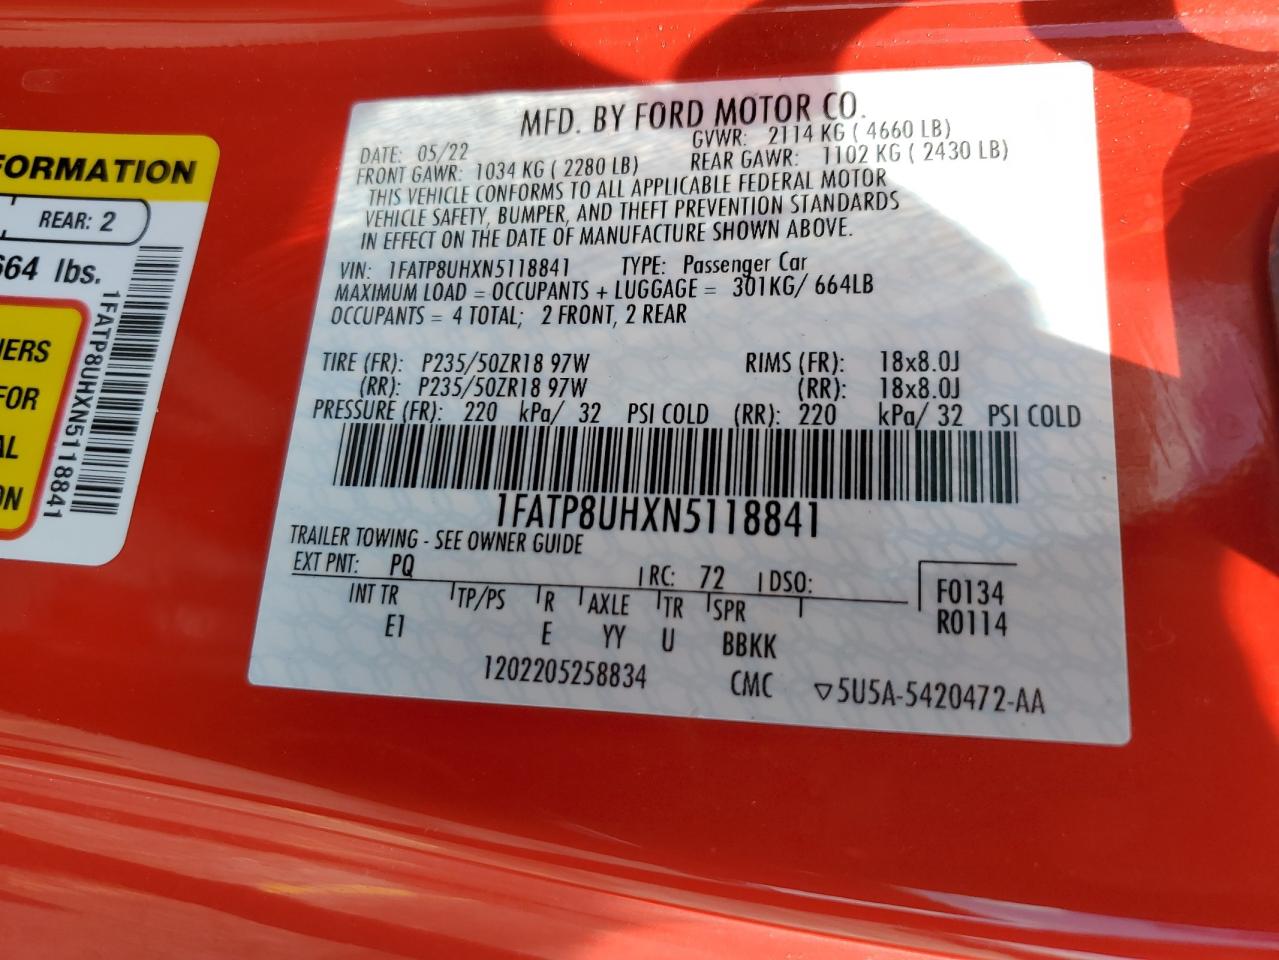 FORMATION
REAR: 2
664 lbs.
IERS
FOR
AL
ON
1FATP8UHXN5118841
MFD. BY FORD MOTOR CO.
DATE: 05/22 GVWR: 2114 KG ( 4660 LB)
FRONT GAWR: 1034 KG ( 2280 LB) REAR GAWR: 1102 KG ( 2430 LB)
THIS VEHICLE CONFORMS TO ALL APPLICABLE FEDERAL MOTOR
VEHICLE SAFETY, BUMPER, AND THEFT PREVENTION STANDARDS
IN EFFECT ON THE DATE OF MANUFACTURE SHOWN ABOVE.
VIN: 1FATP8UHXN5118841 TYPE: Passenger Car
MAXIMUM LOAD = OCCUPANTS + LUGGAGE = 301KG/ 664LB
OCCUPANTS = 4 TOTAL; 2 FRONT, 2 REAR
TIRE (FR): P235/50ZR18 97W RIMS (FR): 18x8.0J
(RR): P235/50ZR18 97W (RR): 18x8.0J
PRESSURE (FR): 220 kPa/ 32 PSI COLD (RR): 220 kPa/ 32 PSI COLD
1FATP8UHXN5118841
TRAILER TOWING - SEE OWNER GUIDE
EXT PNT: PQ RC: 72 DSO: F0134
INT TR TP/PS R AXLE TR SPR R0114
E1 E YY U BBKK
1202205258834 CMC ▽5U5A-5420472-AA